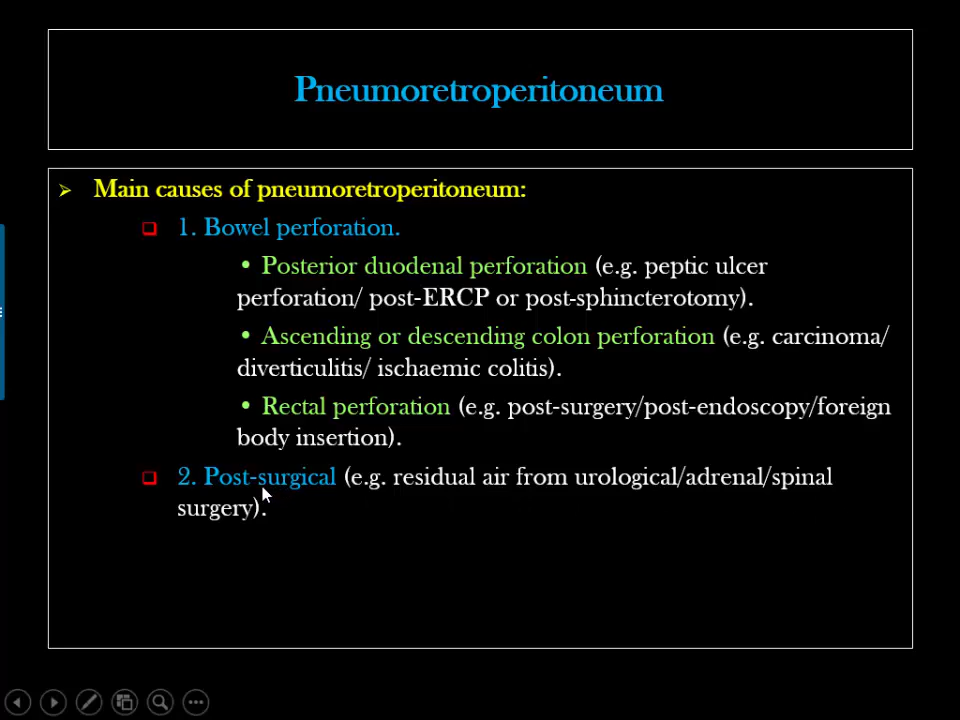 Pneumoretroperitoneum
Main causes of pneumoretroperitoneum:
1. Bowel perforation.
• Posterior duodenal perforation (e.g. peptic ulcer
perforation/ post-ERCP or post-sphincterotomy).
• Ascending or descending colon perforation (e.g. carcinoma/
diverticulitis/ ischaemic colitis).
• Rectal perforation (e.g. post-surgery/post-endoscopy/foreign
body insertion).
2. Post-surgical (e.g. residual air from urological/adrenal/spinal
surgery).